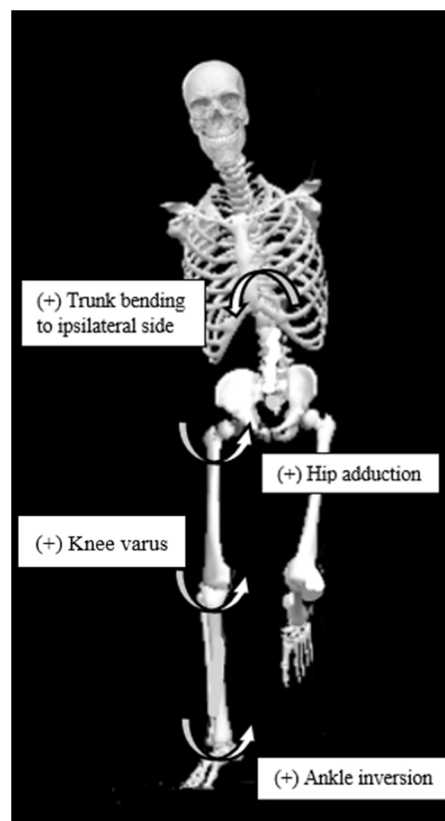 (+) Trunk bending
to ipsilateral side
(+) Hip adduction
(+) Knee varus
(+) Ankle inversion